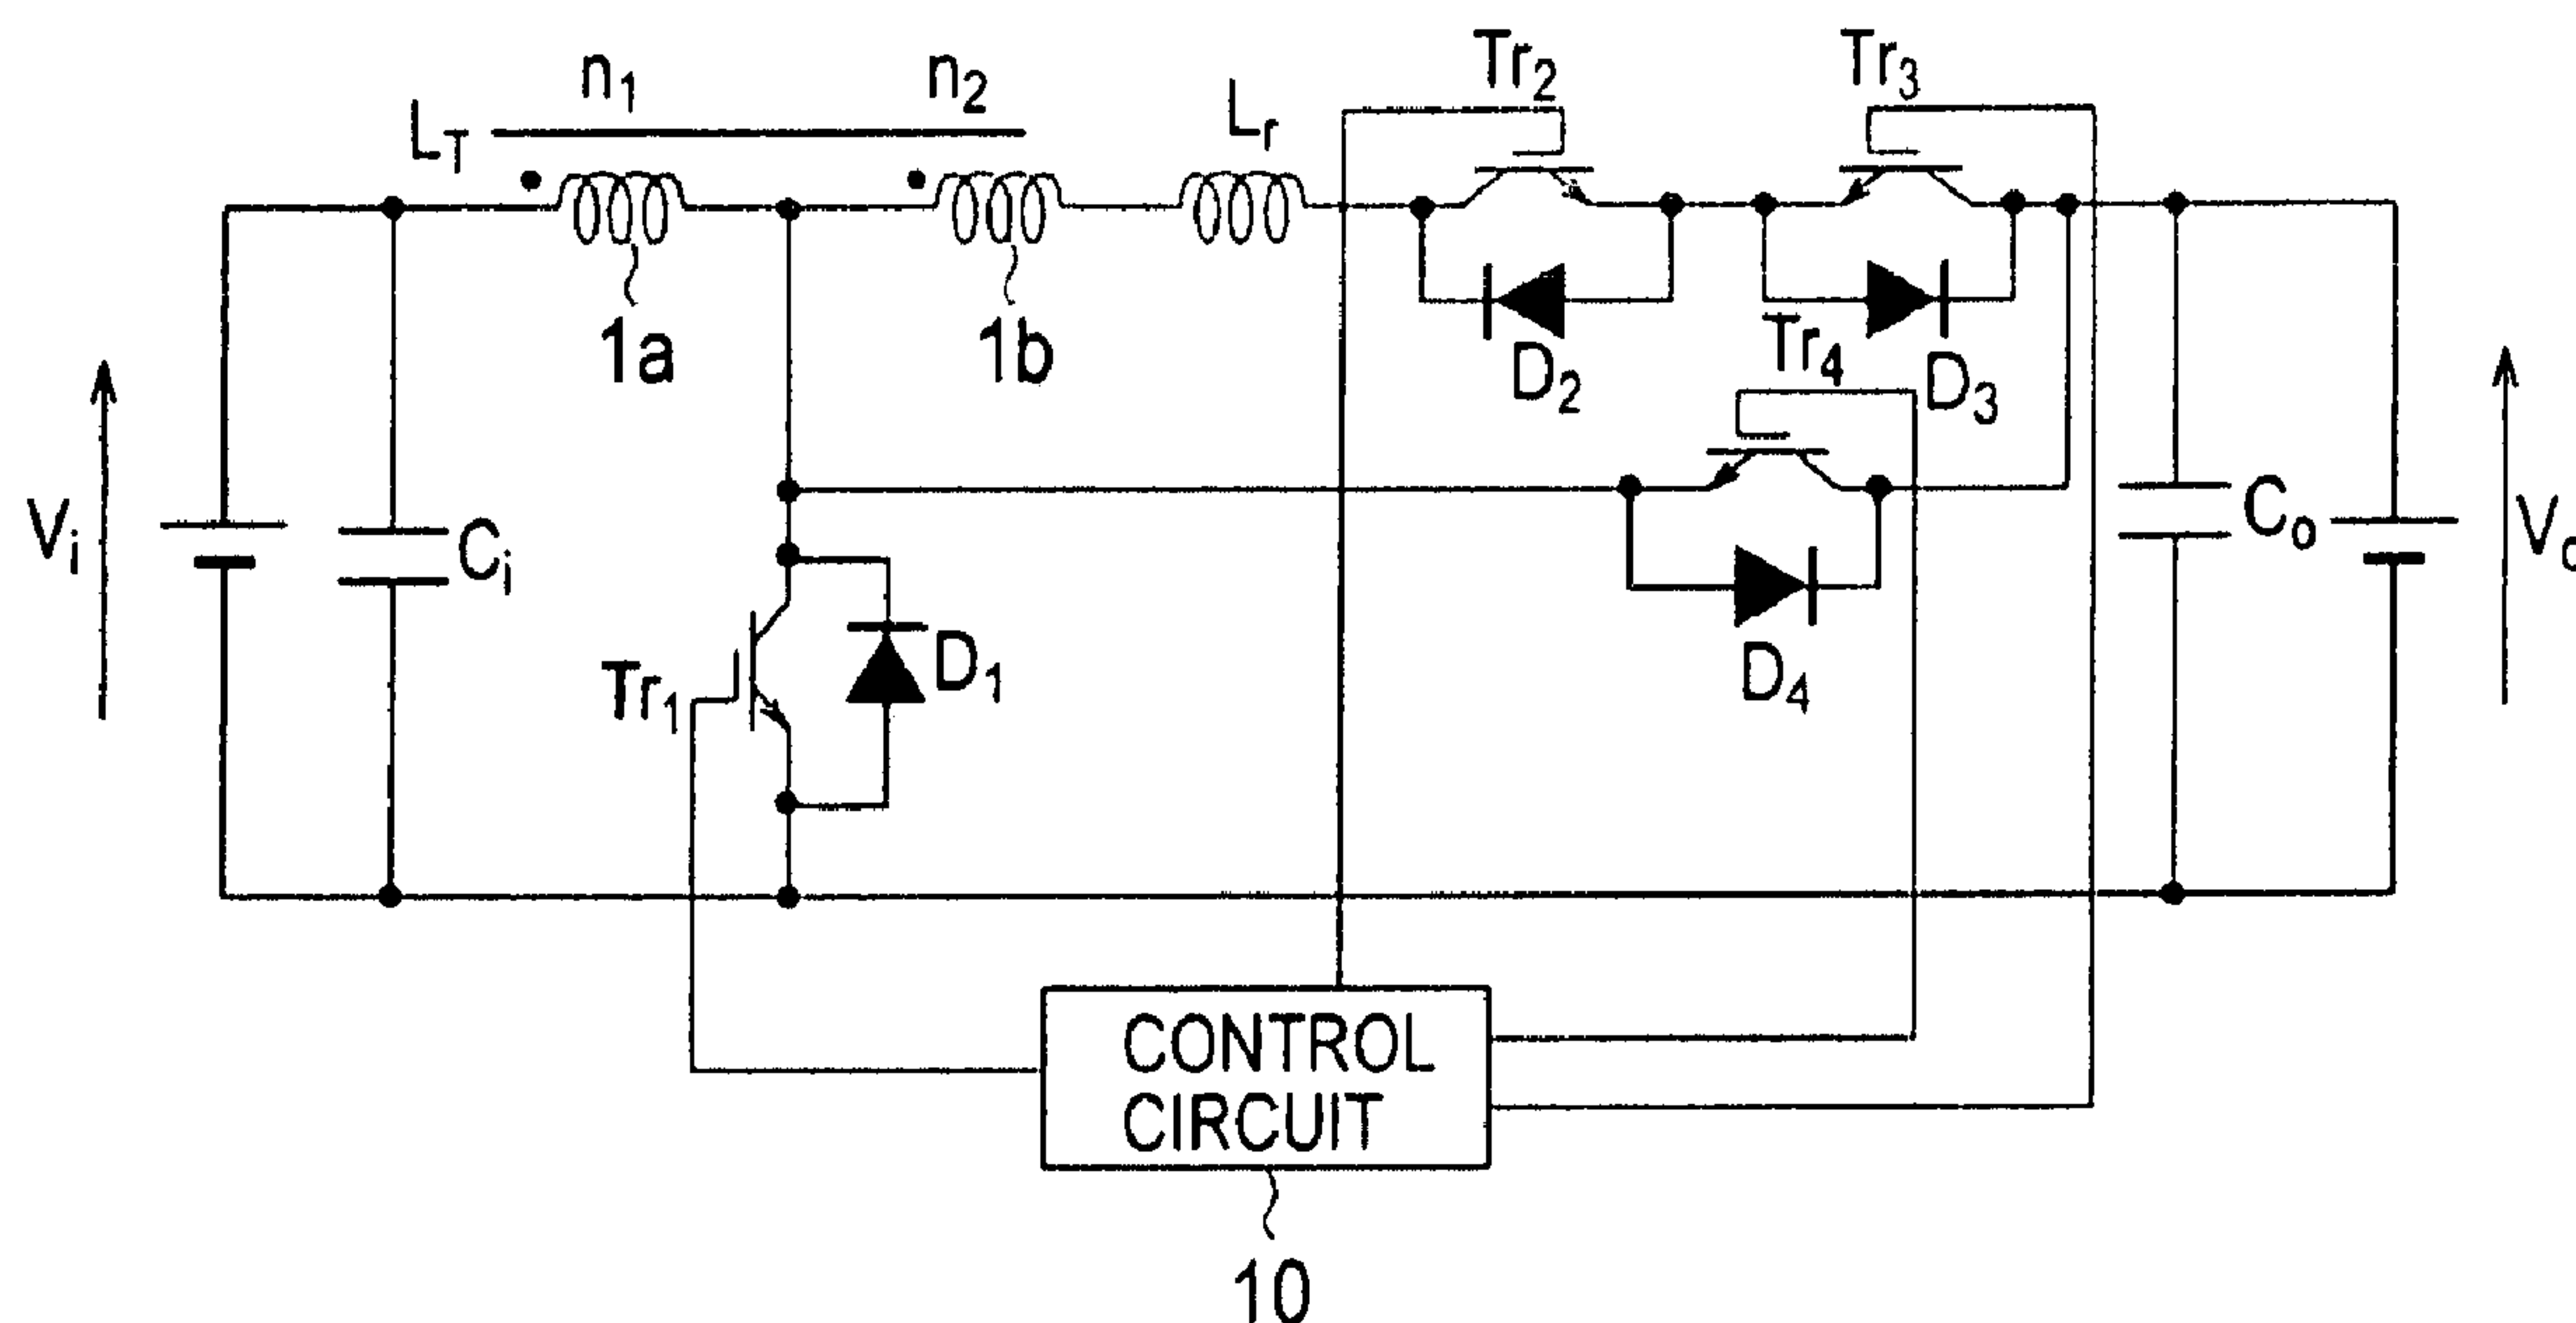 n1
n2
Tr2
Tr3
LT
Lr
1a
1b
D2
Tr4
D3
Vi
Ci
Co
Tr1
D1
D4
CONTROL
CIRCUIT
10